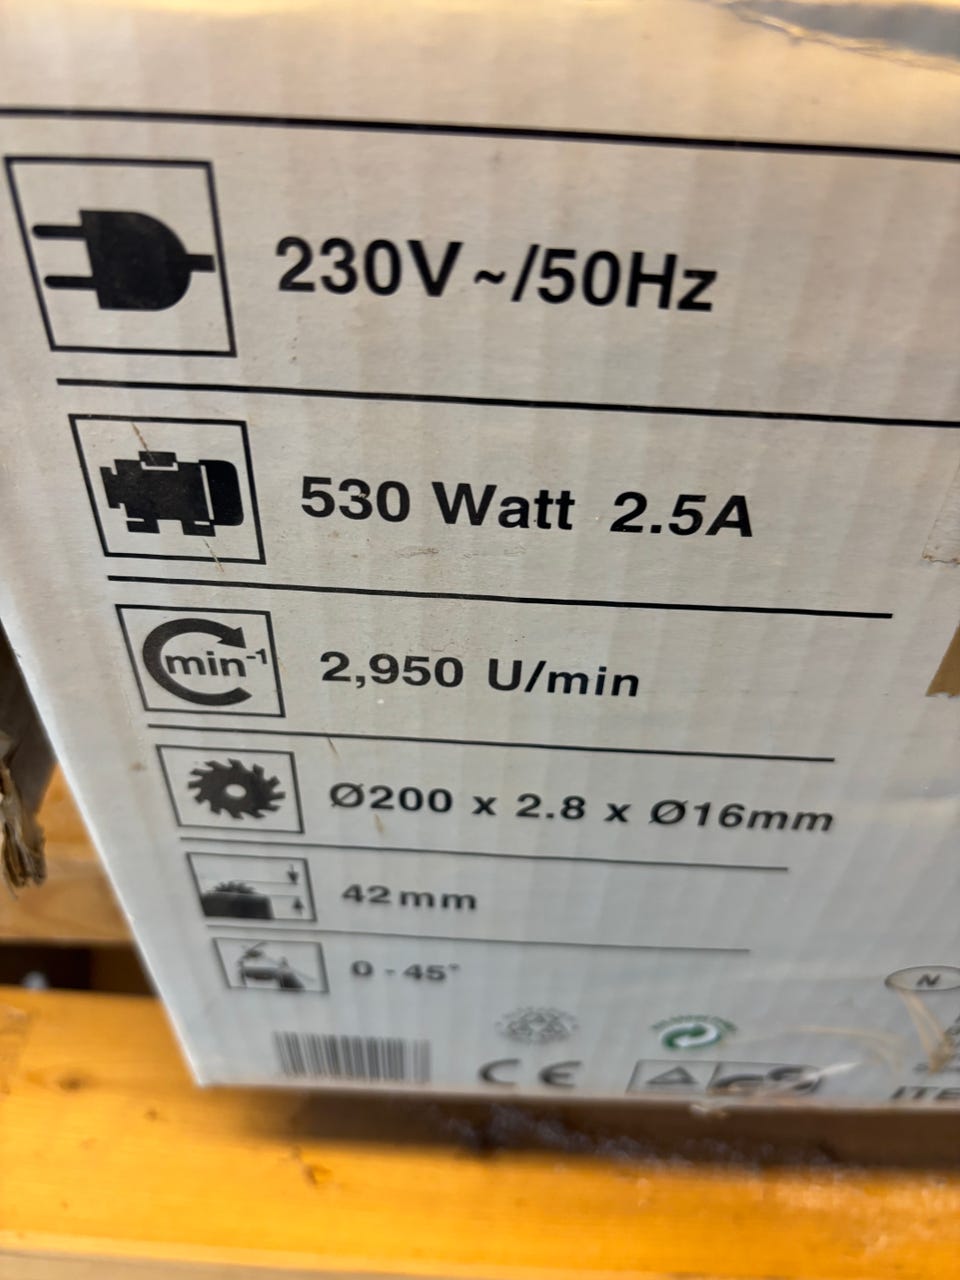 230V ~/50Hz
530 Watt 2.5A
min⁻¹
2,950 U/min
Ø200 x 2.8 x Ø16mm
42mm
0 - 45°
N
CE
ITE